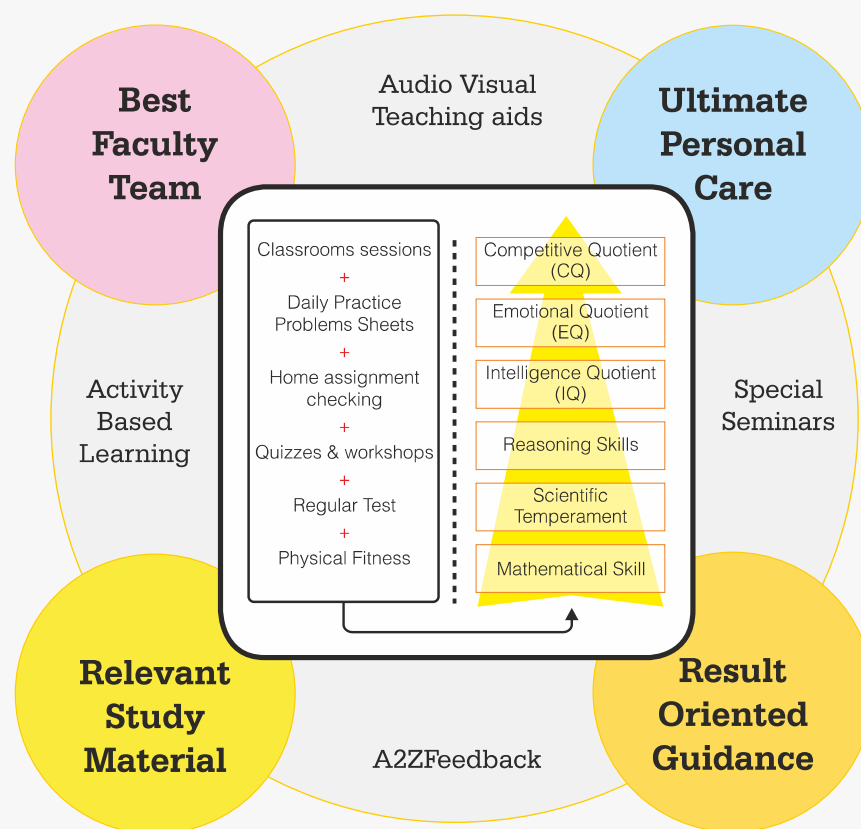 Best
Faculty
Team
Audio Visual
Teaching aids
Ultimate
Personal
Care
Activity
Based
Learning
Classrooms sessions
+
Daily Practice
Problems Sheets
+
Home assignment
checking
+
Quizzes & workshops
+
Regular Test
+
Physical Fitness
Competitive Quotient
(CQ)
Emotional Quotient
(EQ)
Intelligence Quotient
(IQ)
Reasoning Skills
Scientific
Temperament
Mathematical Skill
Special
Seminars
Relevant
Study
Material
A2ZFeedback
Result
Oriented
Guidance